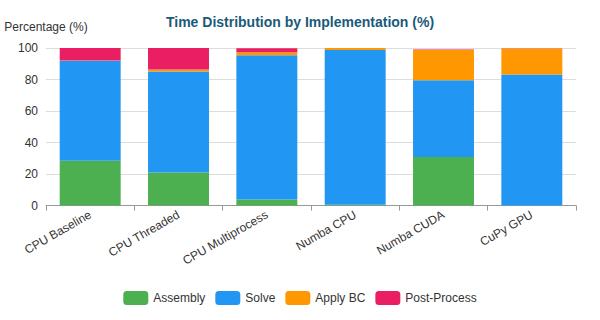 Time Distribution by Implementation (%)
Percentage (%)
100
80
60
40
20
0
CPU Baseline
CPU Threaded
CPU Multiprocess
Numba CPU
Numba CUDA
CuPy GPU
Assembly
Solve
Apply BC
Post-Process